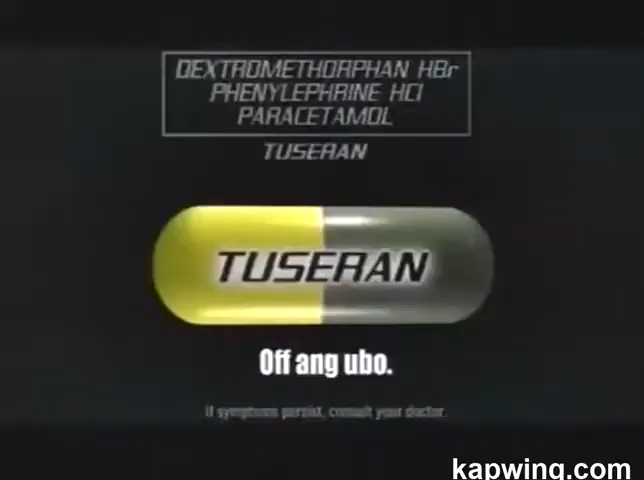 DEXTROMETHORPHAN HBr
PHENYLEPHRINE HCl
PARACETAMOL
TUSERAN
TUSERAN
Off ang ubo.
If symptoms persist, consult your doctor.
kapwing.com